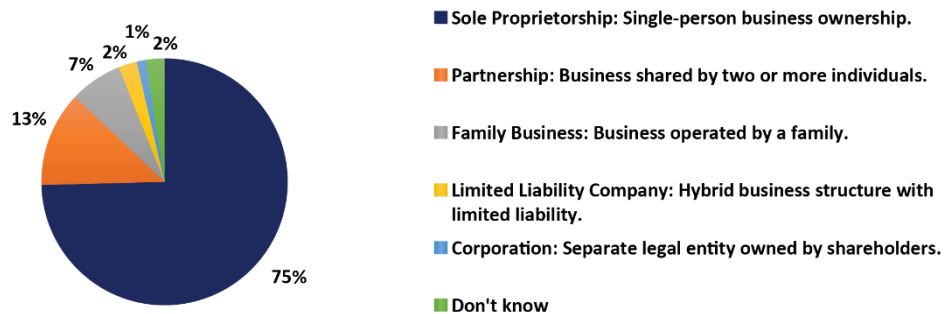 1%
2%
2%
7%
13%
75%
Sole Proprietorship: Single-person business ownership.
Partnership: Business shared by two or more individuals.
Family Business: Business operated by a family.
Limited Liability Company: Hybrid business structure with
limited liability.
Corporation: Separate legal entity owned by shareholders.
Don't know